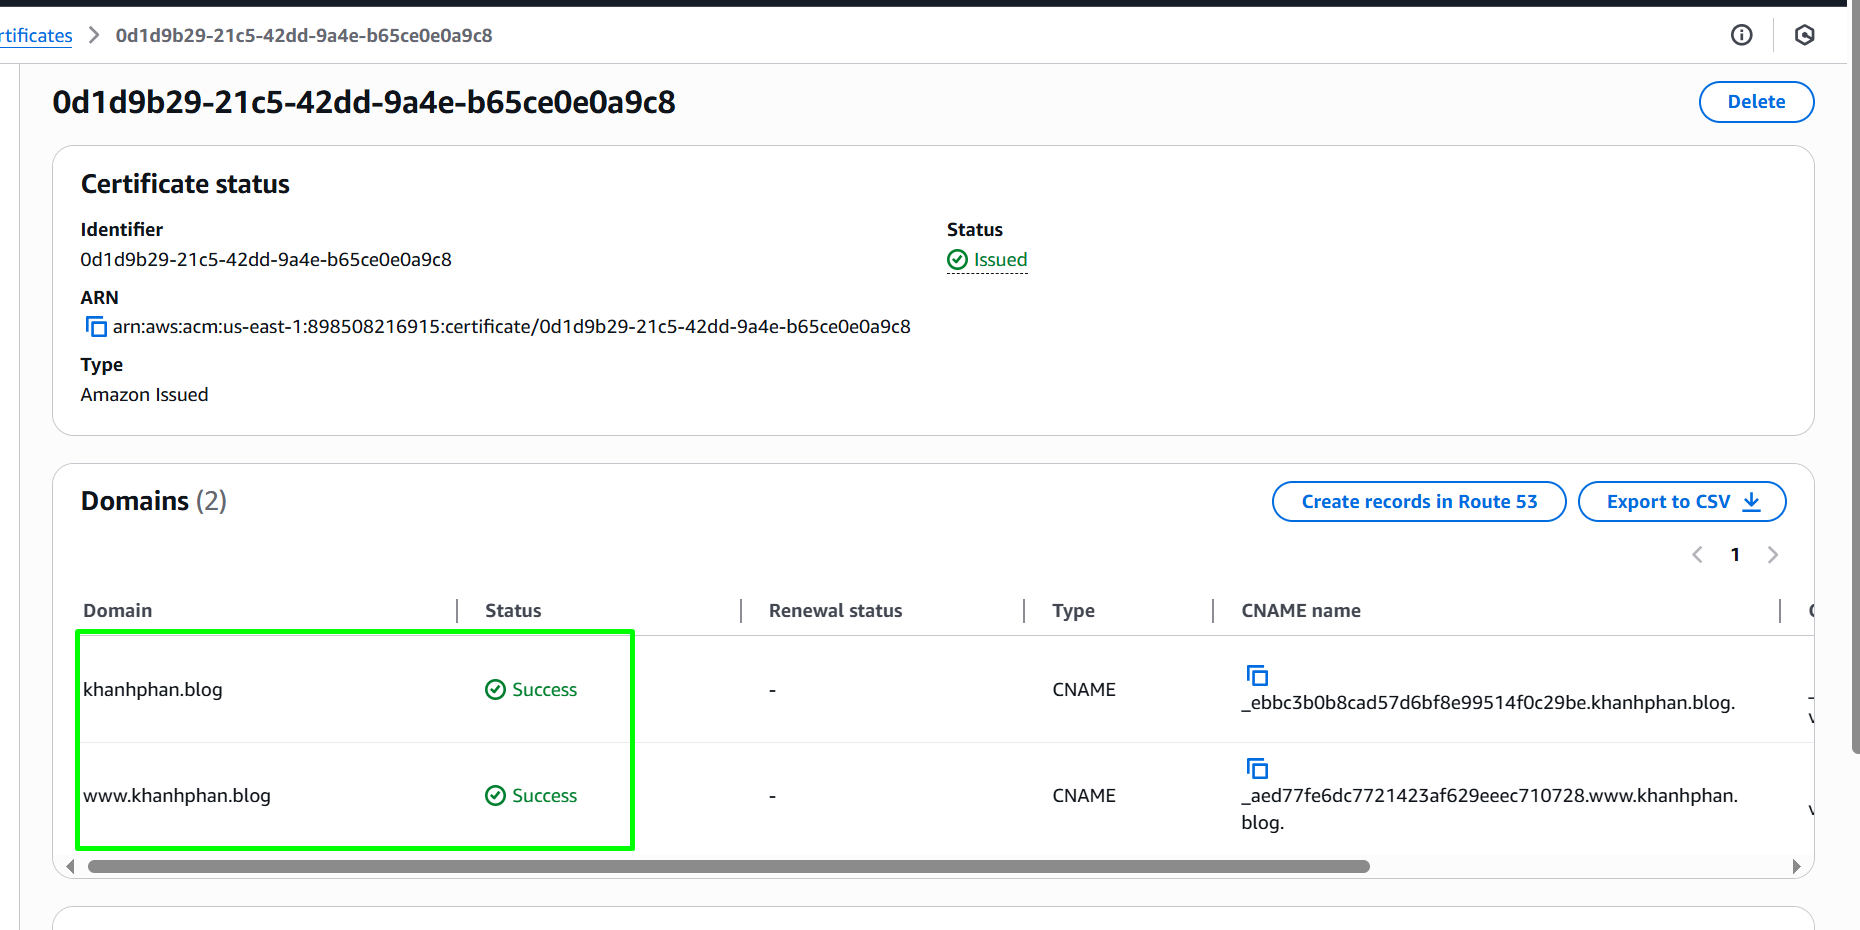 rtificates > 0d1d9b29-21c5-42dd-9a4e-b65ce0e0a9c8
0d1d9b29-21c5-42dd-9a4e-b65ce0e0a9c8
Delete
Certificate status
Identifier
0d1d9b29-21c5-42dd-9a4e-b65ce0e0a9c8
Status
Issued
ARN
arn:aws:acm:us-east-1:898508216915:certificate/0d1d9b29-21c5-42dd-9a4e-b65ce0e0a9c8
Type
Amazon Issued
Domains (2)
Create records in Route 53
Export to CSV
1
Domain Status Renewal status Type CNAME name
khanhphan.blog Success - CNAME _ebbc3b0b8cad57d6bf8e99514f0c29be.khanhphan.blog.
www.khanhphan.blog Success - CNAME _aed77fe6dc7721423af629eeec710728.www.khanhphan.
blog.